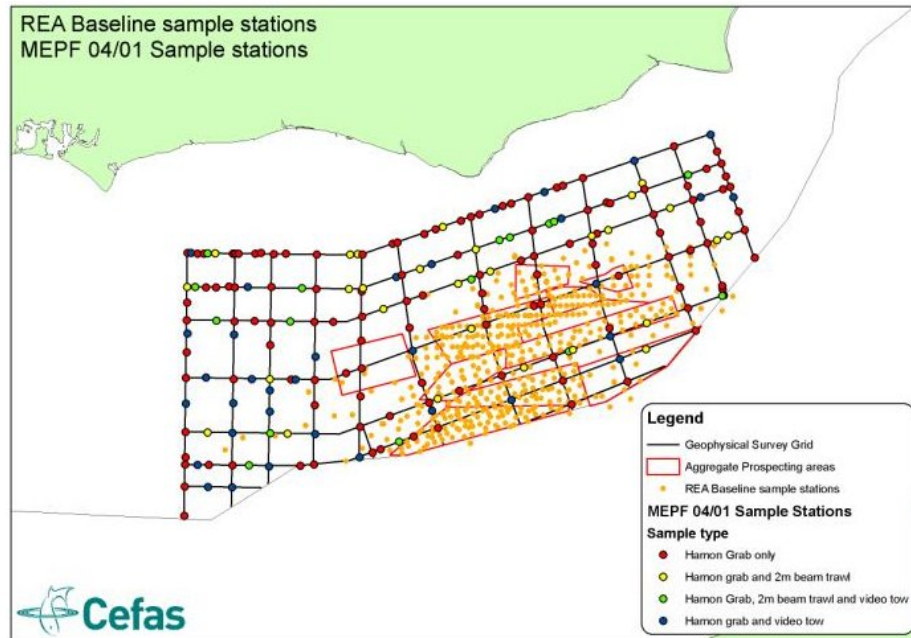 REA Baseline sample stations
MEPF 04/01 Sample stations
Legend
Geophysical Survey Grid
Aggregate Prospecting areas
REA Baseline sample stations
MEPF 04/01 Sample Stations
Sample type
Hamon Grab only
Hamon grab and 2m beam trawl
Hamon Grab, 2m beam trawl and video tow
Hamon grab and video tow
Cefas